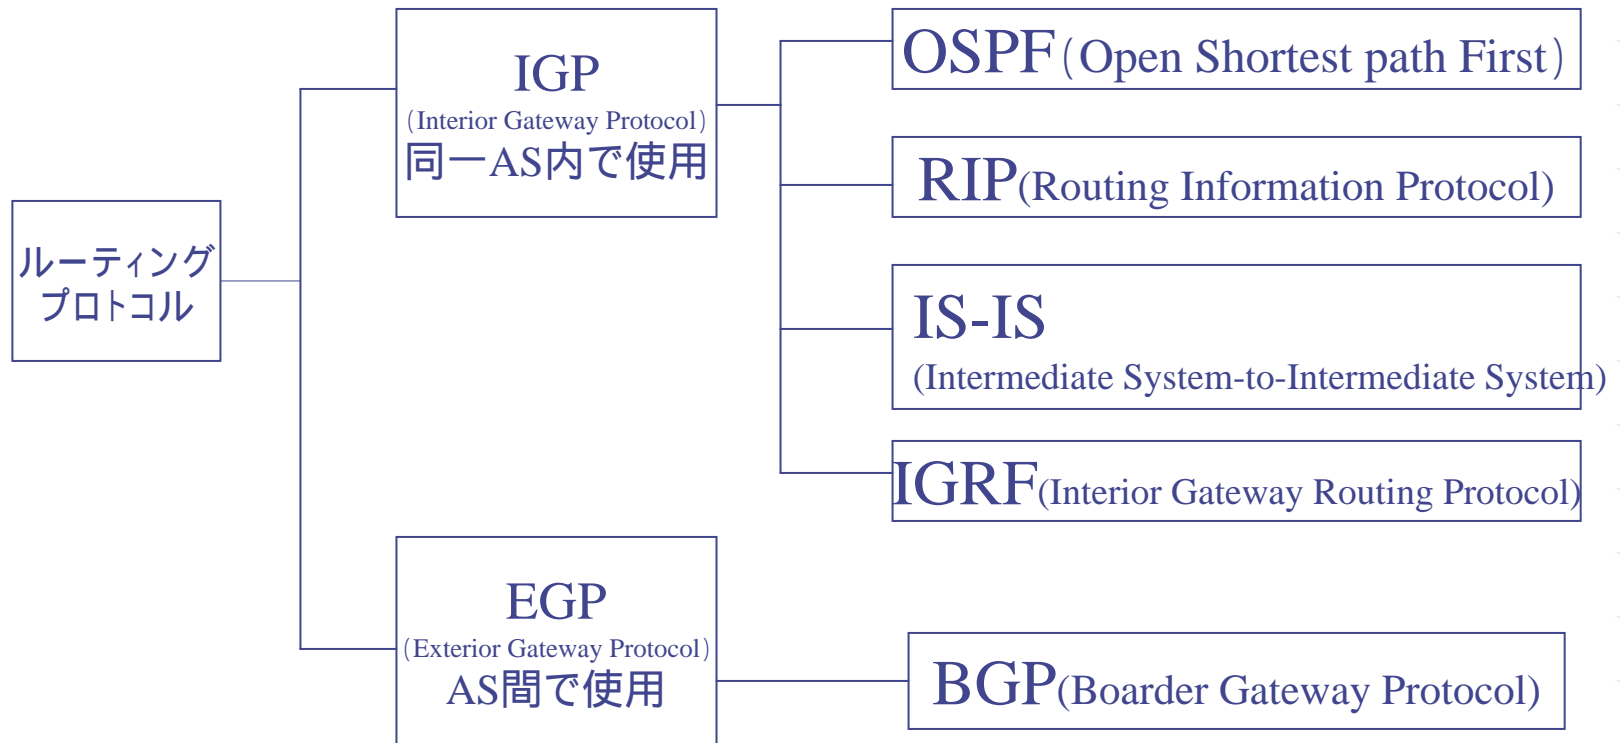 ルーティング
プロトコル
IGP
(Interior Gateway Protocol)
同一AS内で使用
OSPF(Open Shortest path First)
RIP(Routing Information Protocol)
IS-IS
(Intermediate System-to-Intermediate System)
IGRF(Interior Gateway Routing Protocol)
EGP
(Exterior Gateway Protocol)
AS間で使用
BGP(Boarder Gateway Protocol)